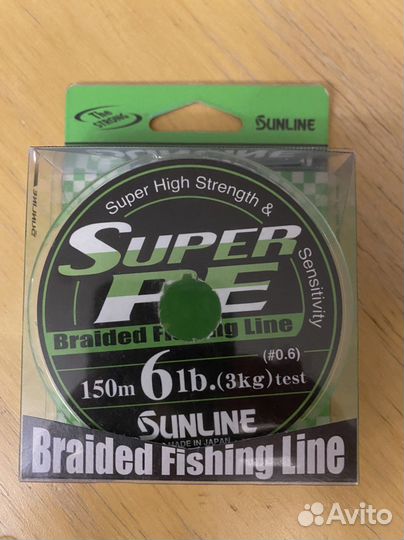 The
STRONG
SUNLINE
SUNLINE
Super High Strength &
Sensitivity
SUPER
PE
Braided Fishing Line
(#0.6)
150m 6lb.(3kg) test
SUNLINE
MADE IN JAPAN
Braided Fishing Line
Avito